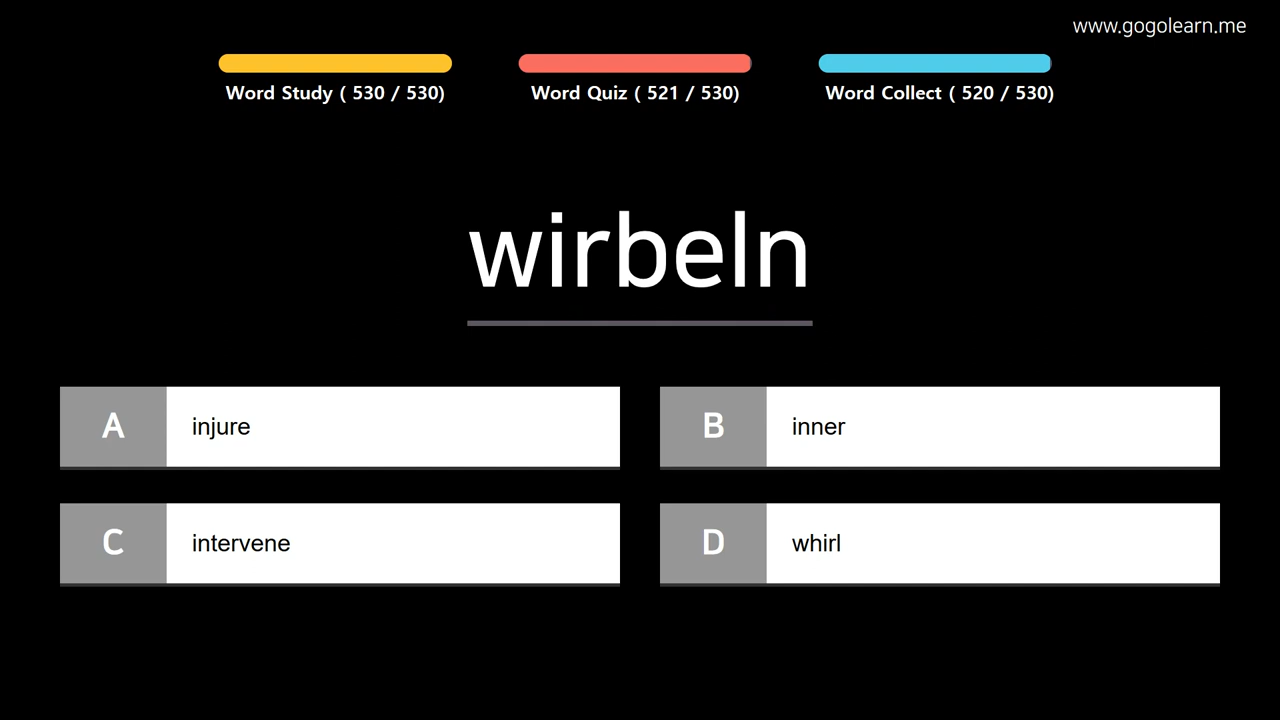 www.gogolearn.me
Word Study ( 530 / 530)
Word Quiz ( 521 / 530)
Word Collect ( 520 / 530)
wirbeln
A injure
B inner
C intervene
D whirl